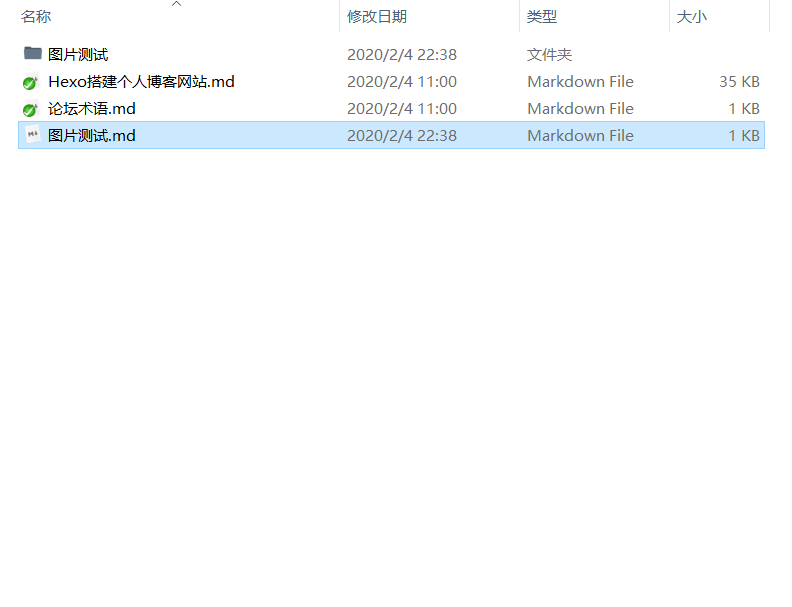 名称 修改日期 类型 大小
图片测试 2020/2/4 22:38 文件夹
Hexo搭建个人博客网站.md 2020/2/4 11:00 Markdown File 35 KB
论坛术语.md 2020/2/4 11:00 Markdown File 1 KB
图片测试.md 2020/2/4 22:38 Markdown File 1 KB